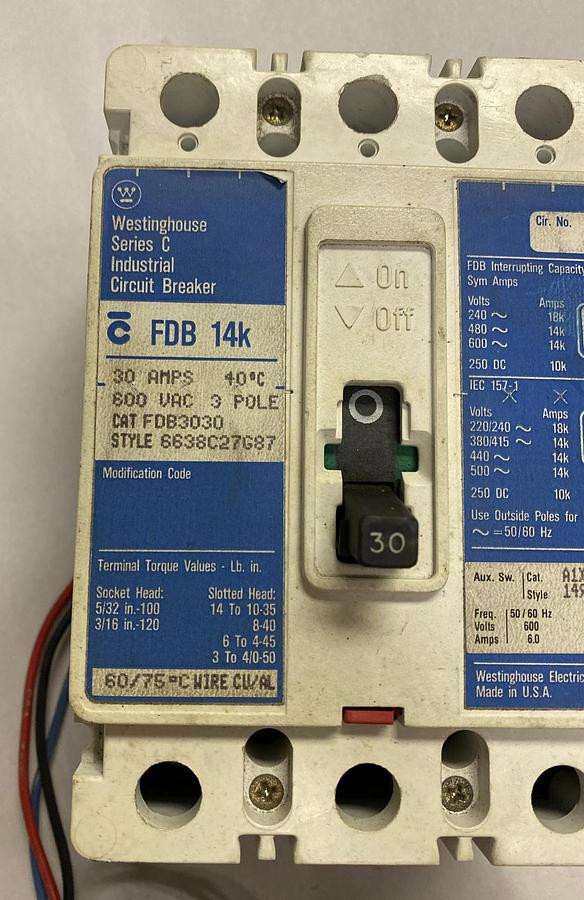 Westinghouse
Series C
Industrial
Circuit Breaker
FDB 14k
30 AMPS 40°C
600 VAC 3 POLE
CAT FDB3030
STYLE 6638C27G87
Modification Code
Terminal Torque Values - Lb. in.
Socket Head: Slotted Head:
5/32 in.-100 14 To 10-35
3/16 in.-120 8-40
6 To 4-45
3 To 4/0-50
60/75°C WIRE CU/AL
△ On
▽ Off
O
30
Cir. No.
FDB Interrupting Capacity
Sym Amps
Volts Amps
240 ~ 18k
480 ~ 14k
600 ~ 14k
250 DC 10k
IEC 157-1
Volts Amps
220/240 ~ 18k
380/415 ~ 14k
440 ~ 14k
500 ~ 14k
250 DC 10k
Use Outside Poles for
~ = 50/60 Hz
Aux. Sw. Cat. A1X
Style
Freq. 50/60 Hz
Volts 600
Amps 6.0
Westinghouse Electric
Made in U.S.A.